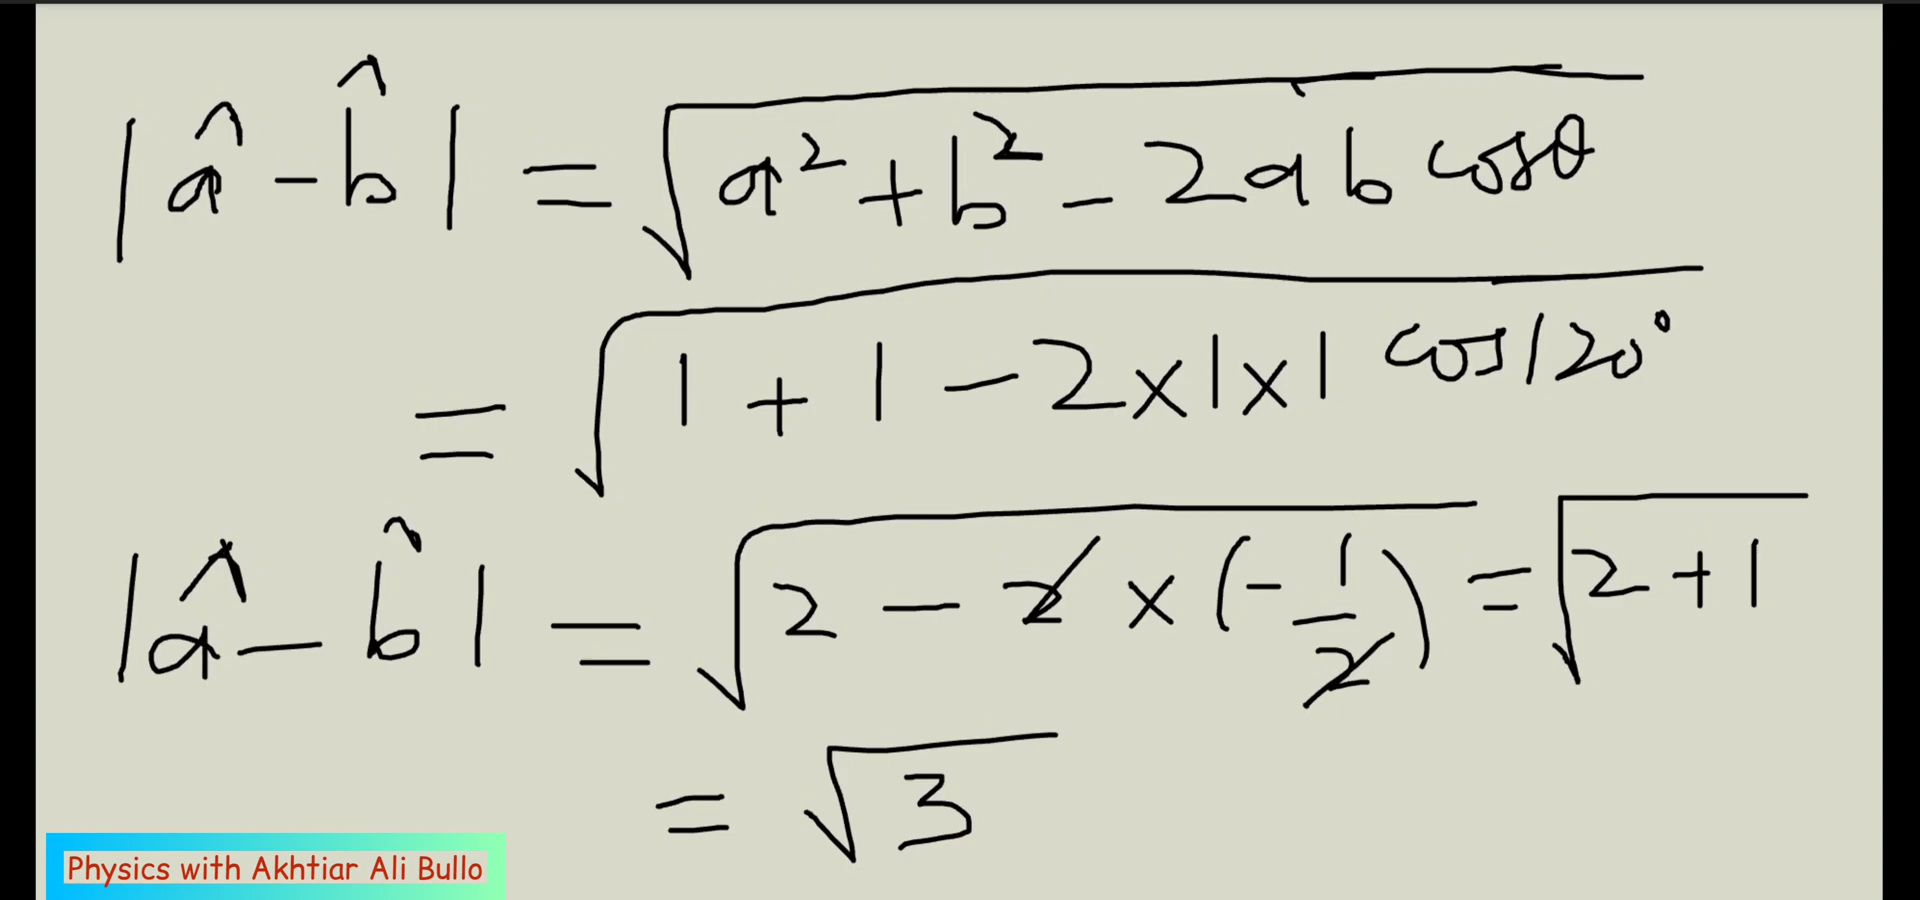 |â - b̂| = √(a² + b² - 2ab cosθ)
= √(1 + 1 - 2×1×1 cos120°)
|â - b̂| = √(2 - 2 × (-1/2)) = √(2+1)
= √3
Physics with Akhtiar Ali Bullo